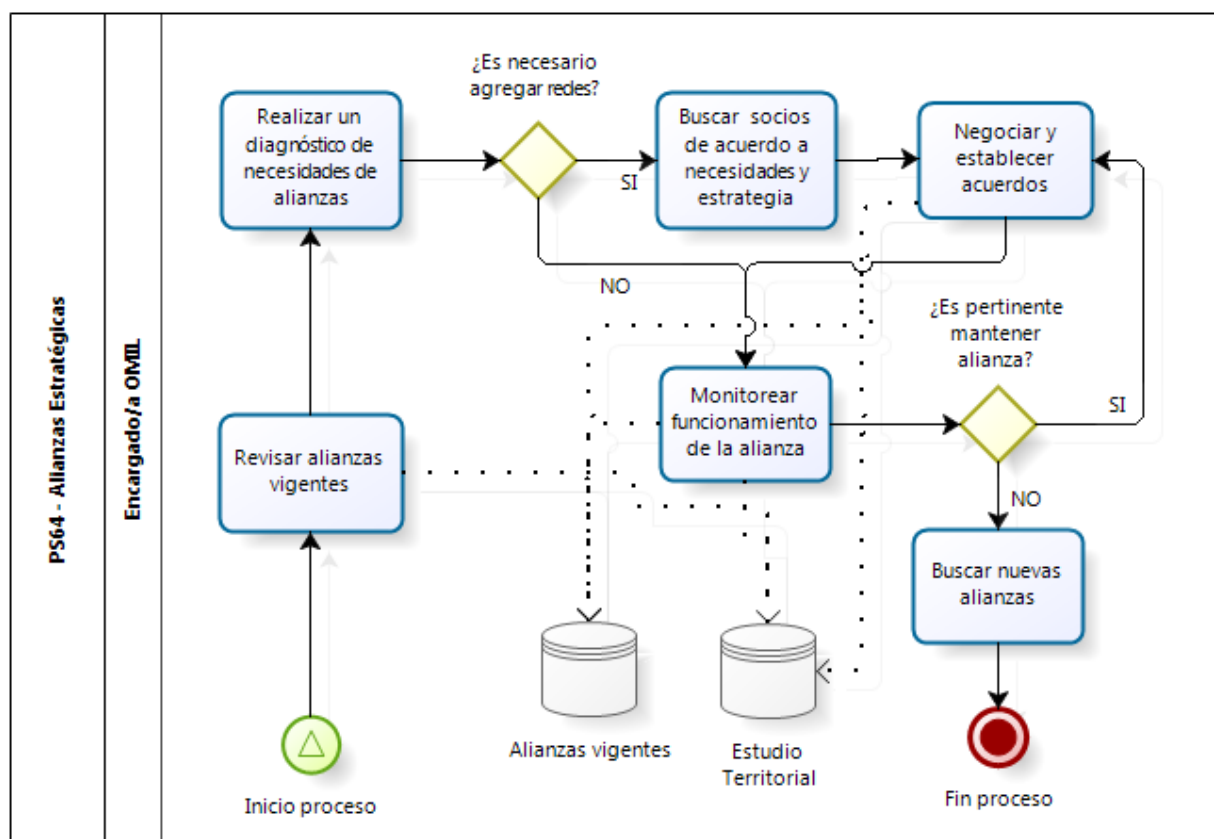 PS64 - Alianzas Estratégicas
Encargado/a OMIL
¿Es necesario
agregar redes?
Realizar un
diagnóstico de
necesidades de
alianzas
SI
Buscar socios
de acuerdo a
necesidades y
estrategia
Negociar y
establecer
acuerdos
NO
¿Es pertinente
mantener
alianza?
Monitorear
funcionamiento
de la alianza
SI
Revisar alianzas
vigentes
NO
Buscar nuevas
alianzas
Alianzas vigentes
Estudio
Territorial
Inicio proceso
Fin proceso